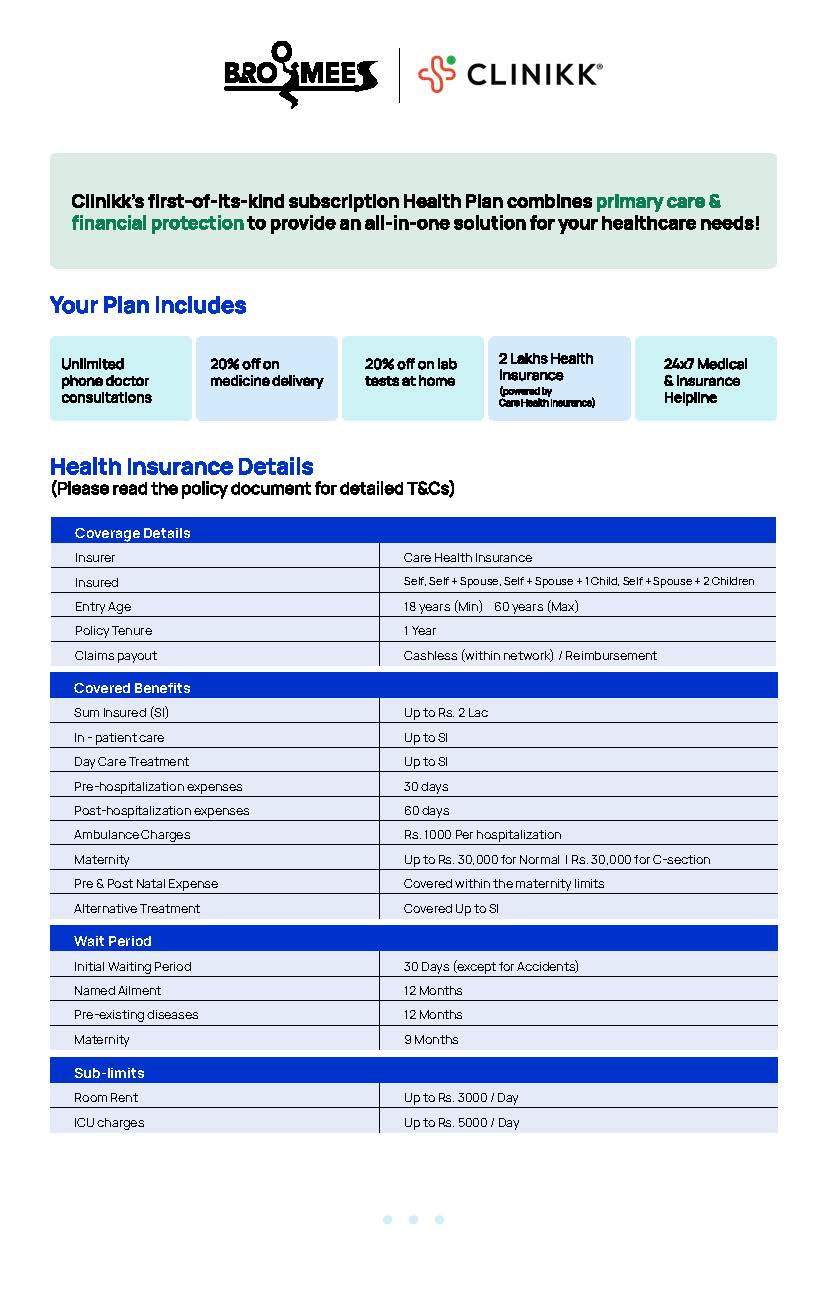 BROOMEES
CLINIKK®
Clinikk's first-of-its-kind subscription Health Plan combines primary care &
financial protection to provide an all-in-one solution for your healthcare needs!
Your Plan Includes
Unlimited
phone doctor
consultations
20% off on
medicine delivery
20% off on lab
tests at home
2 Lakhs Health
Insurance
(powered by
Care Health Insurance)
24x7 Medical
& Insurance
Helpline
Health Insurance Details
(Please read the policy document for detailed T&Cs)
Coverage Details
Insurer Care Health Insurance
Insured Self, Self + Spouse, Self + Spouse + 1 Child, Self + Spouse + 2 Children
Entry Age 18 years (Min) 60 years (Max)
Policy Tenure 1 Year
Claims payout Cashless (within network) / Reimbursement
Covered Benefits
Sum Insured (SI) Up to Rs. 2 Lac
In - patient care Up to SI
Day Care Treatment Up to SI
Pre-hospitalization expenses 30 days
Post-hospitalization expenses 60 days
Ambulance Charges Rs. 1000 Per hospitalization
Maternity Up to Rs. 30,000 for Normal | Rs. 30,000 for C-section
Pre & Post Natal Expense Covered within the maternity limits
Alternative Treatment Covered Up to SI
Wait Period
Initial Waiting Period 30 Days (except for Accidents)
Named Ailment 12 Months
Pre-existing diseases 12 Months
Maternity 9 Months
Sub-limits
Room Rent Up to Rs. 3000 / Day
ICU charges Up to Rs. 5000 / Day